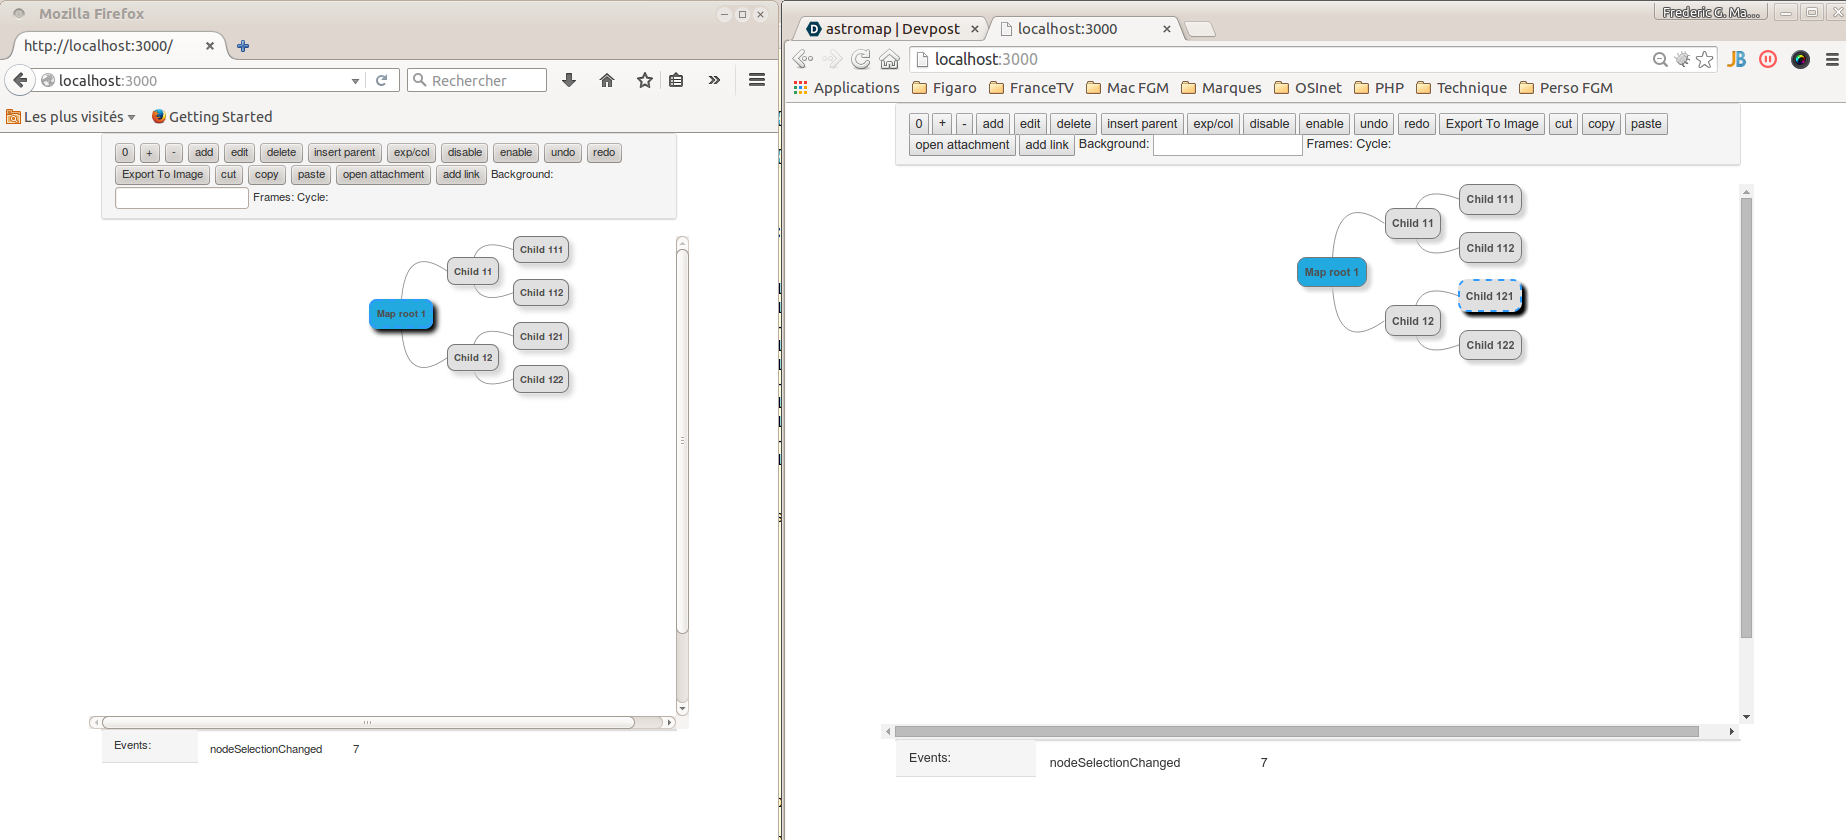 Mozilla Firefox
http://localhost:3000/
localhost:3000
Rechercher
Les plus visités
Getting Started
0 + - add edit delete insert parent exp/col disable enable undo redo
Export To Image cut copy paste open attachment add link Background:
Frames: Cycle:
Child 111
Child 11
Child 112
Map root 1
Child 121
Child 12
Child 122
Events:
nodeSelectionChanged 7
Frederic G. Ma...
astromap | Devpost
localhost:3000
localhost:3000
Applications Figaro FranceTV Mac FGM Marques OSInet PHP Technique Perso FGM
0 + - add edit delete insert parent exp/col disable enable undo redo Export To Image cut copy paste
open attachment add link Background: Frames: Cycle:
Child 111
Child 11
Child 112
Map root 1
Child 121
Child 12
Child 122
Events:
nodeSelectionChanged 7